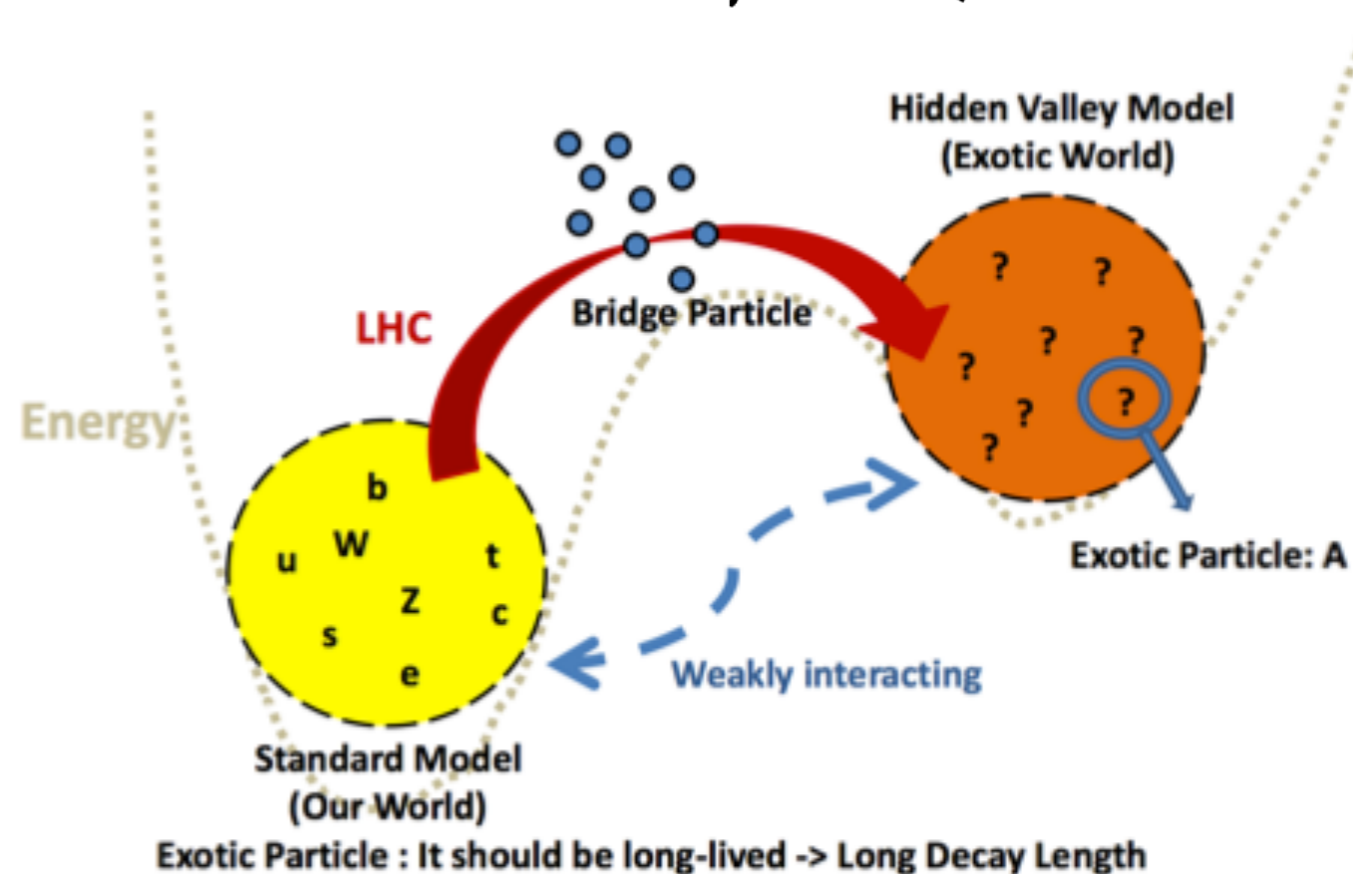 Hidden Valley Model
(Exotic World)
? ?
LHC
Bridge Particle
? ? ?
Energy
? ?
?
b
W
u t
Z
c
s
e
Exotic Particle: A
Weakly interacting
Standard Model
(Our World)
Exotic Particle : It should be long-lived -> Long Decay Length